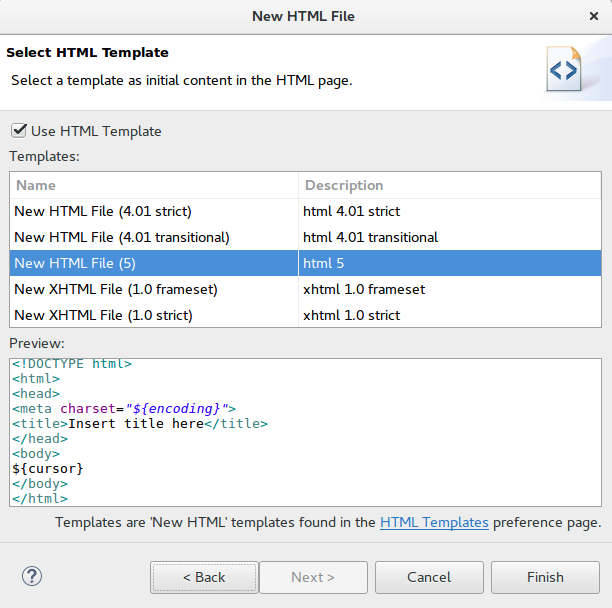 New HTML File
Select HTML Template
Select a template as initial content in the HTML page.
Use HTML Template
Templates:
Name Description
New HTML File (4.01 strict) html 4.01 strict
New HTML File (4.01 transitional) html 4.01 transitional
New HTML File (5) html 5
New XHTML File (1.0 frameset) xhtml 1.0 frameset
New XHTML File (1.0 strict) xhtml 1.0 strict
Preview:
<!DOCTYPE html>
<html>
<head>
<meta charset="${encoding}">
<title>Insert title here</title>
</head>
<body>
${cursor}
</body>
</html>
Templates are 'New HTML' templates found in the HTML Templates preference page.
< Back Next > Cancel Finish